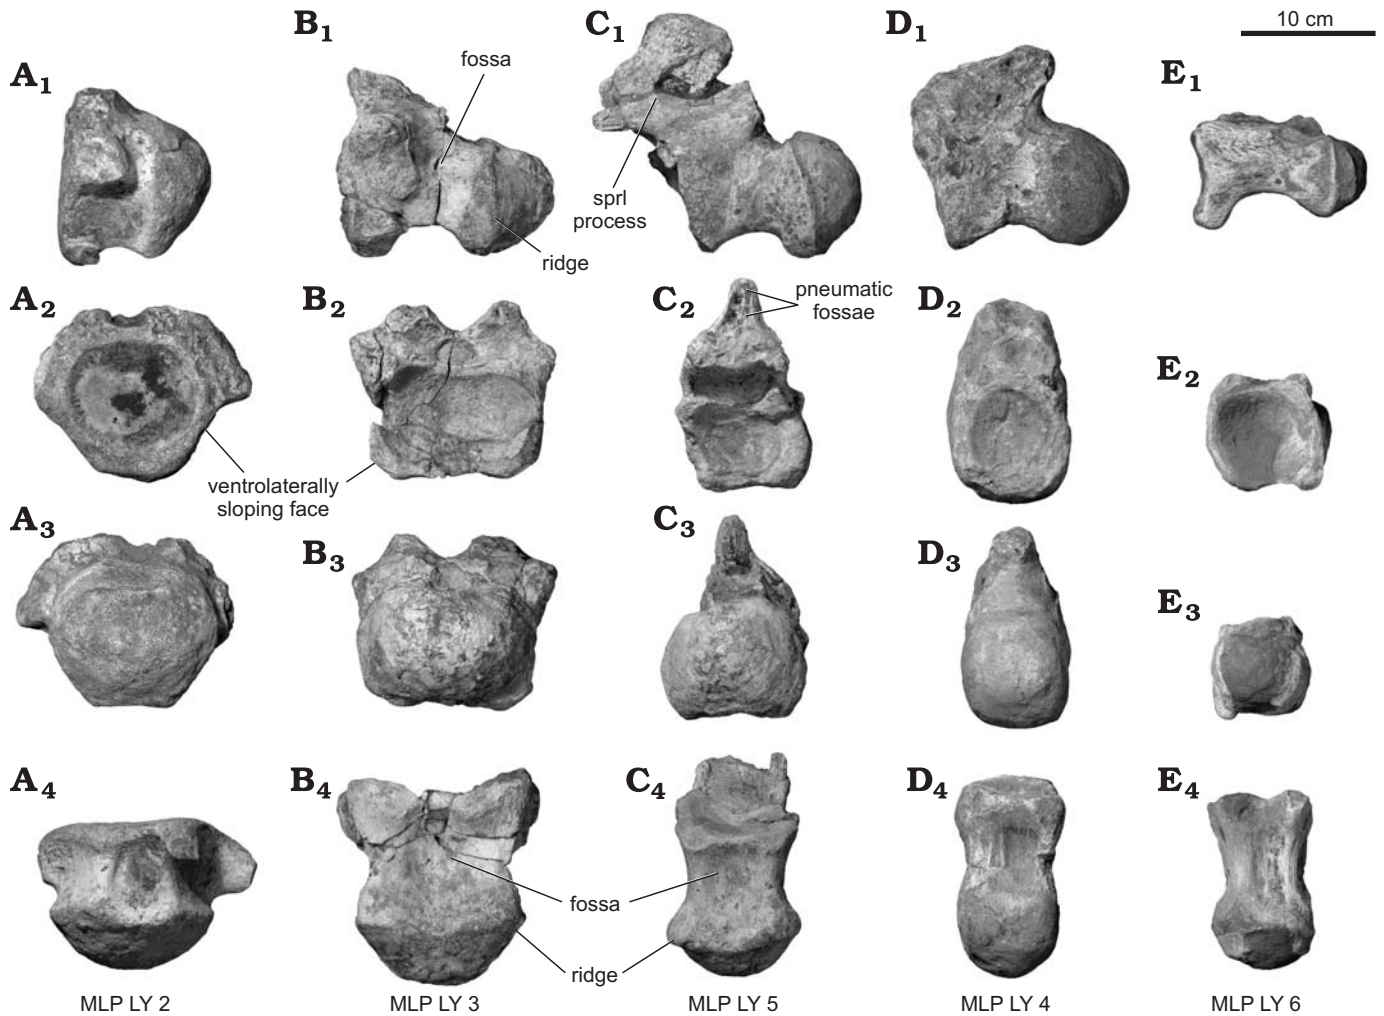 A1
B1
C1
D1
E1
10 cm
fossa
sprl
process
ridge
A2
B2
C2
D2
E2
pneumatic
fossae
ventrolaterally
sloping face
A3
B3
C3
D3
E3
A4
B4
C4
D4
E4
fossa
ridge
MLP LY 2
MLP LY 3
MLP LY 5
MLP LY 4
MLP LY 6